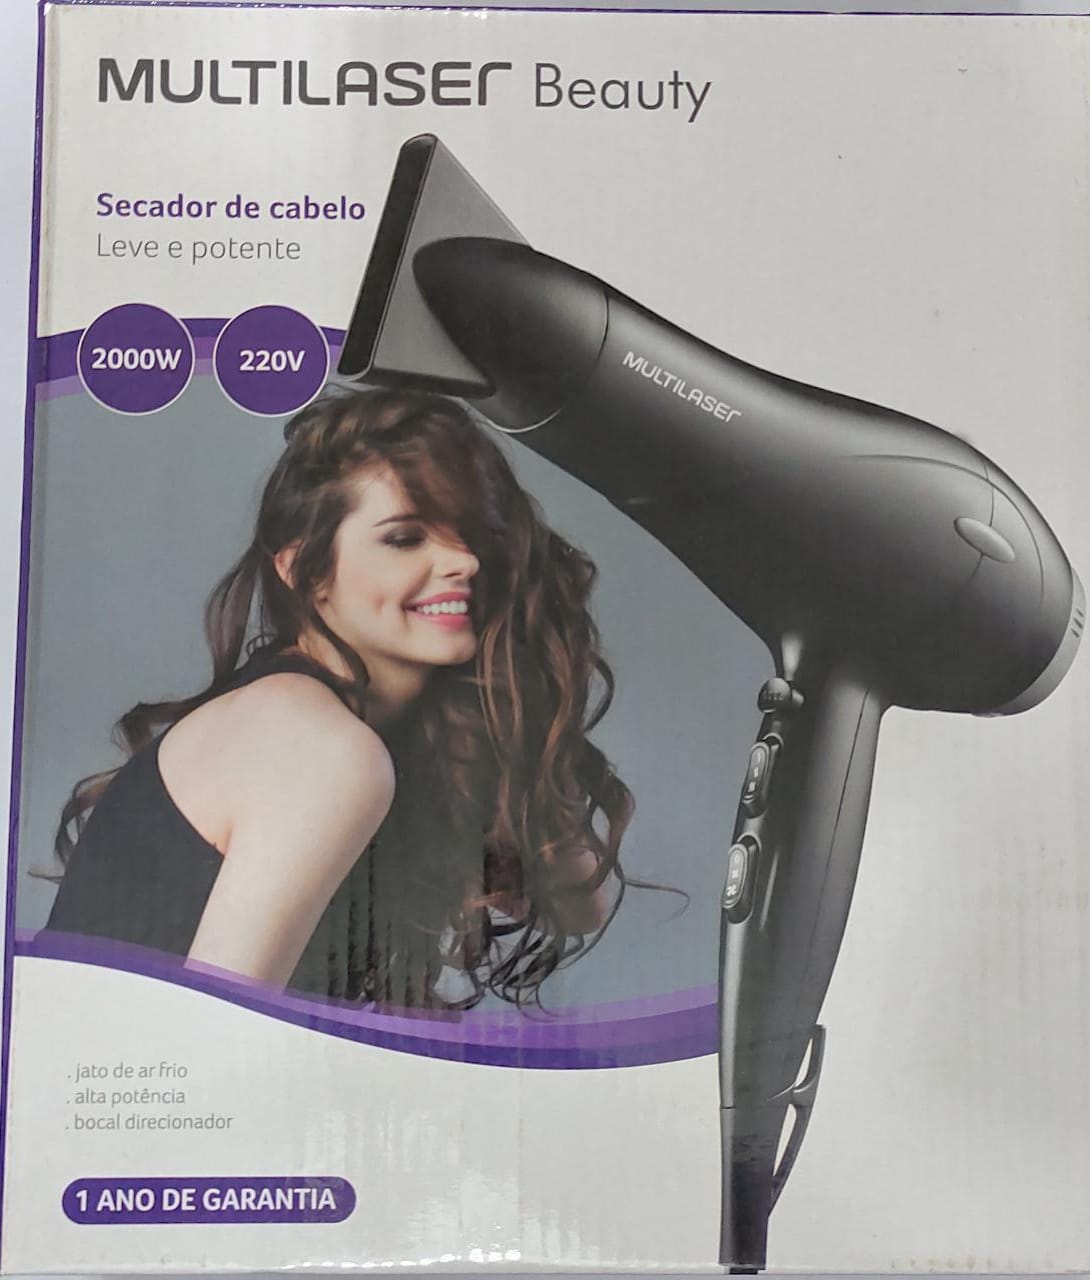 MULTILASER Beauty
Secador de cabelo
Leve e potente
2000W
220V
MULTILASER
. jato de ar frio
. alta potência
. bocal direcionador
1 ANO DE GARANTIA